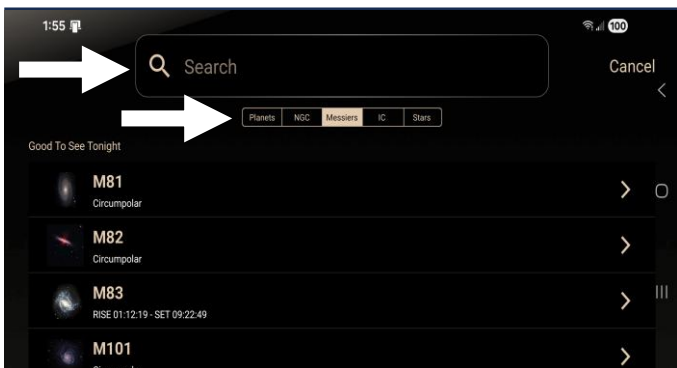 1:55 100
Search Cancel
Planets NGC Messiers IC Stars
Good To See Tonight
M81
Circumpolar
M82
Circumpolar
M83
RISE 01:12:19 - SET 09:22:49
M101